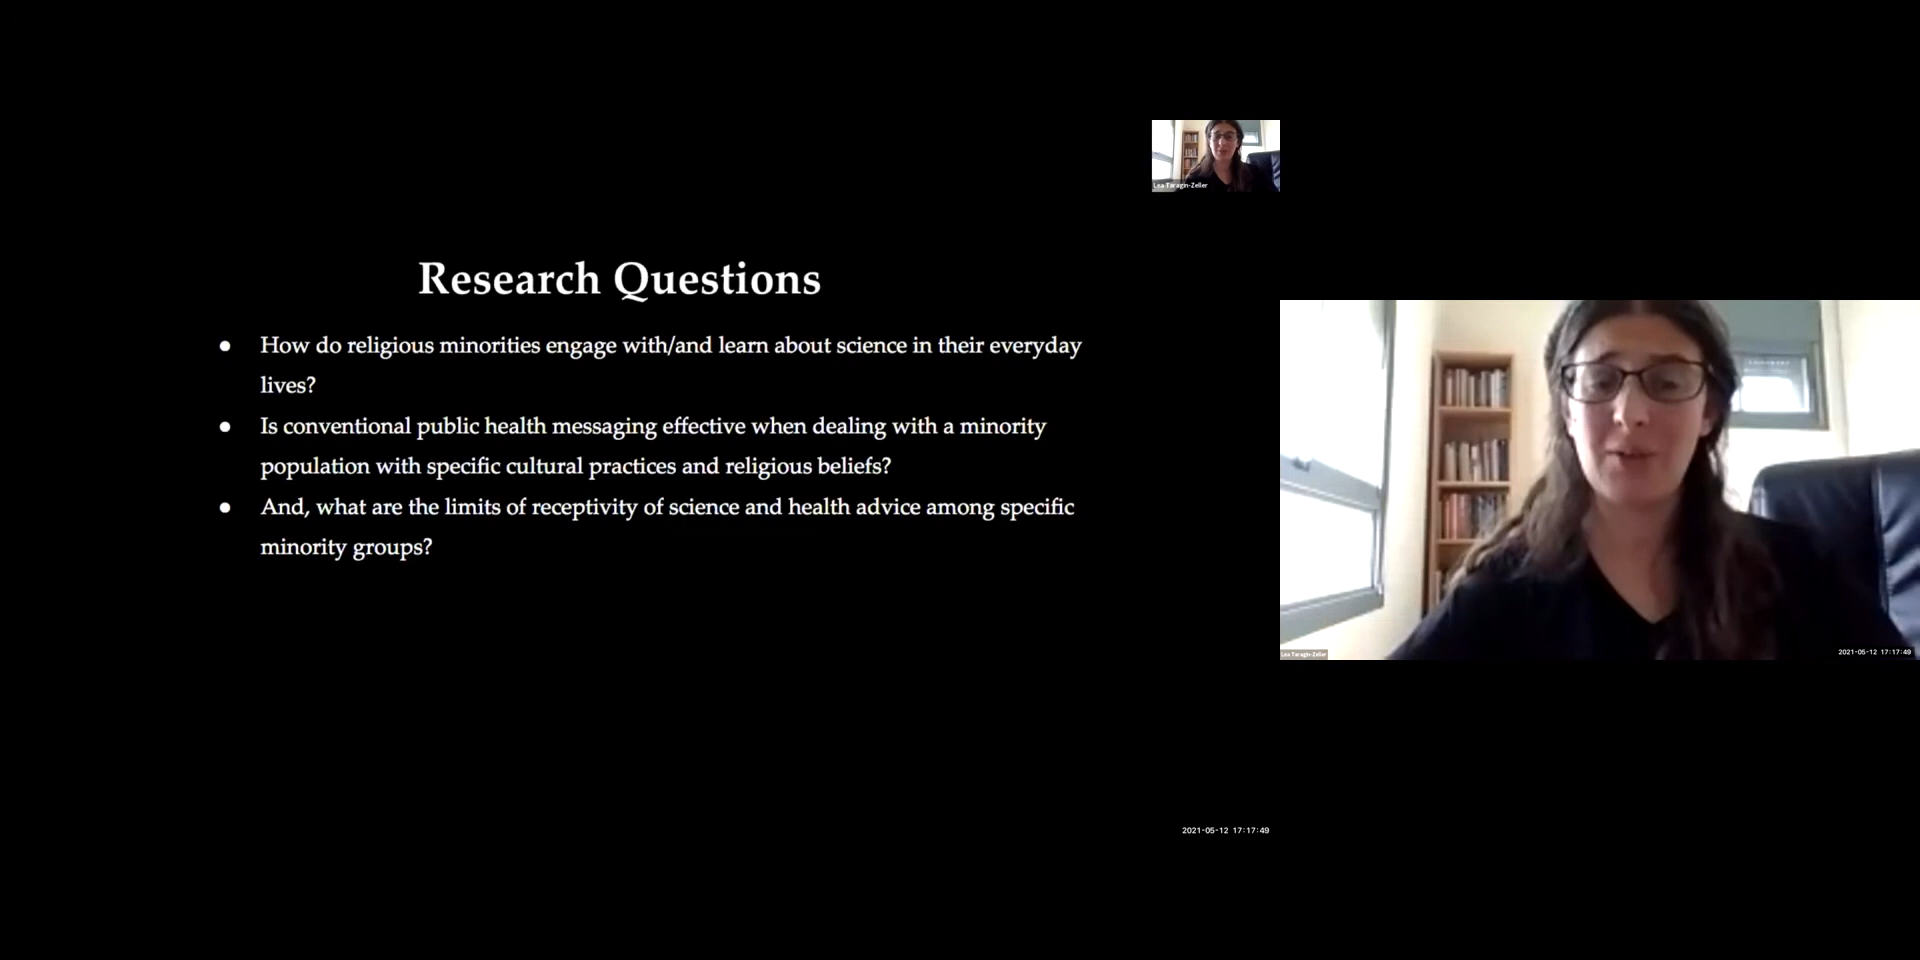 Lea Taragin-Zeller
Research Questions
● How do religious minorities engage with/and learn about science in their everyday
lives?
● Is conventional public health messaging effective when dealing with a minority
population with specific cultural practices and religious beliefs?
● And, what are the limits of receptivity of science and health advice among specific
minority groups?
Lea Taragin-Zeller
2021-05-12 17:17:49
2021-05-12 17:17:49